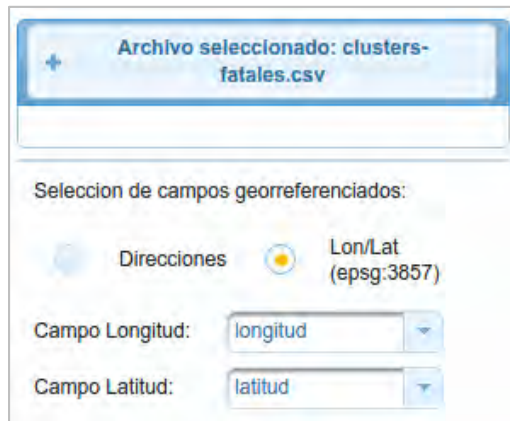 Archivo seleccionado: clusters-
fatales.csv
Seleccion de campos georreferenciados:
Direcciones
Lon/Lat
(epsg:3857)
Campo Longitud: longitud
Campo Latitud: latitud